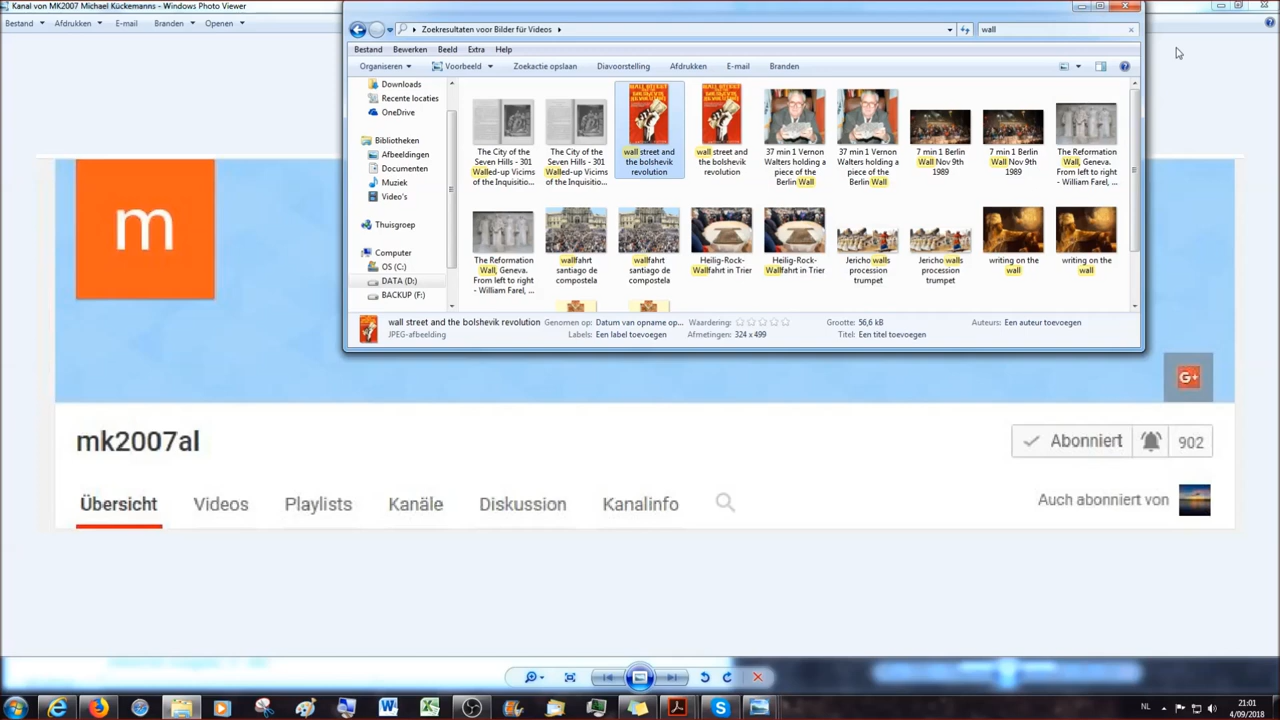 Kanal von MK2007 Michael Kückemanns - Windows Photo Viewer
Bestand Afdrukken E-mail Branden Openen
Zoekresultaten voor Bilder für Videos
wall
Bestand Bewerken Beeld Extra Help
Organiseren Voorbeeld Zoekactie opslaan Diavoorstelling Afdrukken E-mail Branden
Downloads
Recente locaties
OneDrive
Bibliotheken
Afbeeldingen
Documenten
Muziek
Video's
Thuisgroep
Computer
OS (C:)
DATA (D:)
BACKUP (F:)
The City of the
Seven Hills - 301
Walled-up Vicims
of the Inquisitio...
The City of the
Seven Hills - 301
Walled-up Vicims
of the Inquisitio...
wall street and
the bolshevik
revolution
wall street and
the bolshevik
revolution
37 min 1 Vernon
Walters holding a
piece of the
Berlin Wall
37 min 1 Vernon
Walters holding a
piece of the
Berlin Wall
7 min 1 Berlin
Wall Nov 9th
1989
7 min 1 Berlin
Wall Nov 9th
1989
The Reformation
Wall, Geneva.
From left to right
- William Farel, ...
The Reformation
Wall, Geneva.
From left to right
- William Farel, ...
wallfahrt
santiago de
compostela
wallfahrt
santiago de
compostela
Heilig-Rock-
Wallfahrt in Trier
Heilig-Rock-
Wallfahrt in Trier
Jericho walls
procession
trumpet
Jericho walls
procession
trumpet
writing on the
wall
writing on the
wall
wall street and the bolshevik revolution Genomen op: Datum van opname op... Waardering: Grootte: 56,6 kB Auteurs: Een auteur toevoegen
JPEG-afbeelding Labels: Een label toevoegen Afmetingen: 324 x 499 Titel: Een titel toevoegen
m
G+
mk2007al
Abonniert 902
Übersicht Videos Playlists Kanäle Diskussion Kanalinfo
Auch abonniert von
NL
21:01
4/09/2018